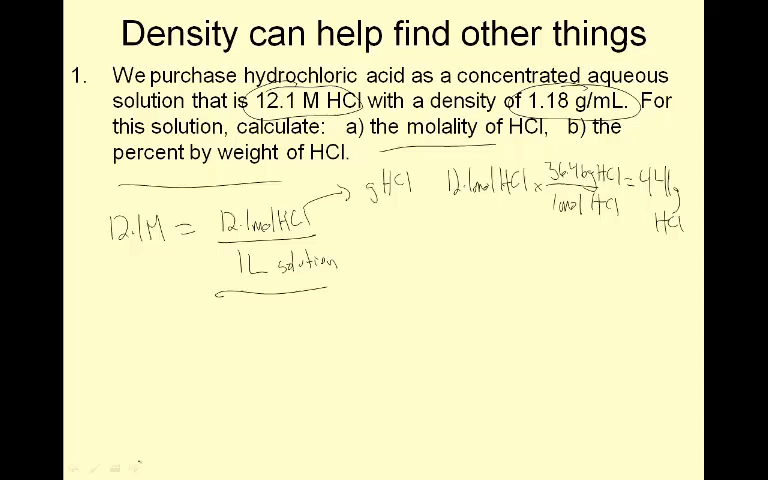 Density can help find other things
1. We purchase hydrochloric acid as a concentrated aqueous
solution that is 12.1 M HCl with a density of 1.18 g/mL. For
this solution, calculate: a) the molality of HCl, b) the
percent by weight of HCl.
g HCl 12.1 mol HCl × 36.46 g HCl / 1 mol HCl = 441 g HCl
12.1 M = 12.1 mol HCl / 1 L solution